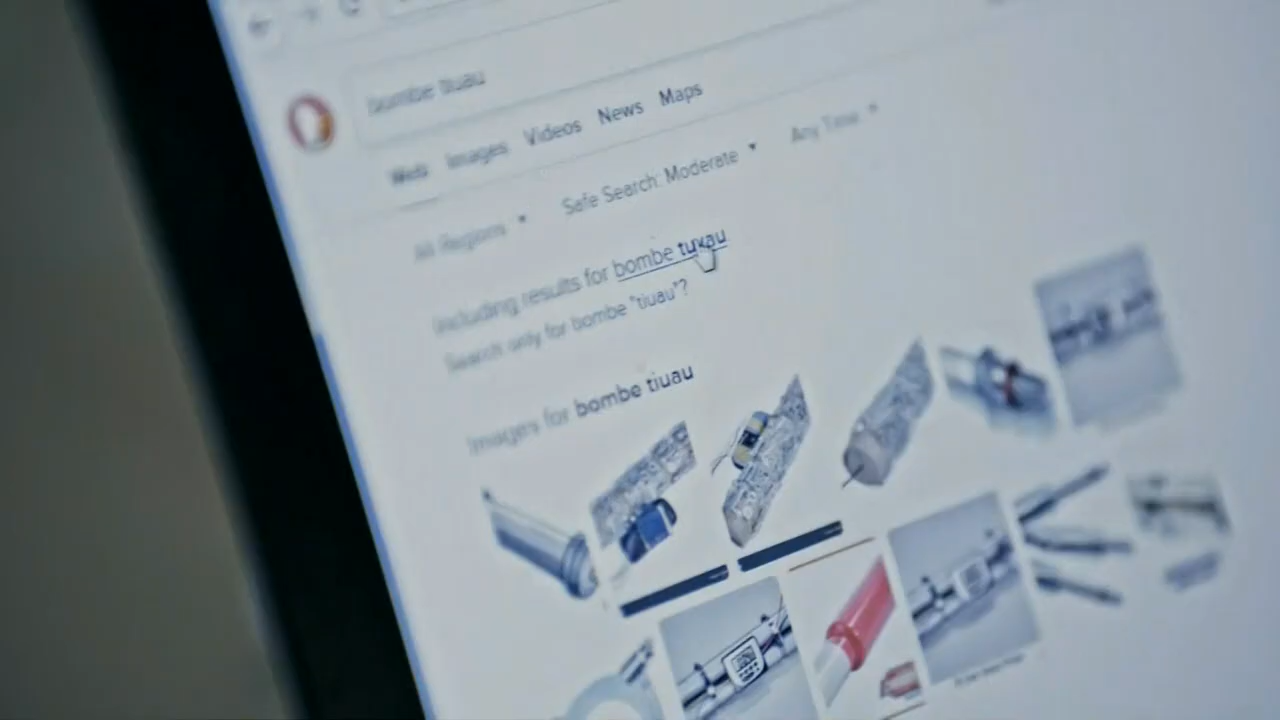 bombe tiuau
Web Images Videos News Maps
All Regions Safe Search: Moderate Any Time
Including results for bombe tuyau
Search only for bombe "tiuau"?
Images for bombe tiuau